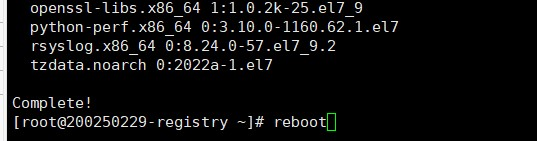 openssl-libs.x86_64 1:1.0.2k-25.el7_9
python-perf.x86_64 0:3.10.0-1160.62.1.el7
rsyslog.x86_64 0:8.24.0-57.el7_9.2
tzdata.noarch 0:2022a-1.el7
Complete!
[root@200250229-registry ~]# reboot